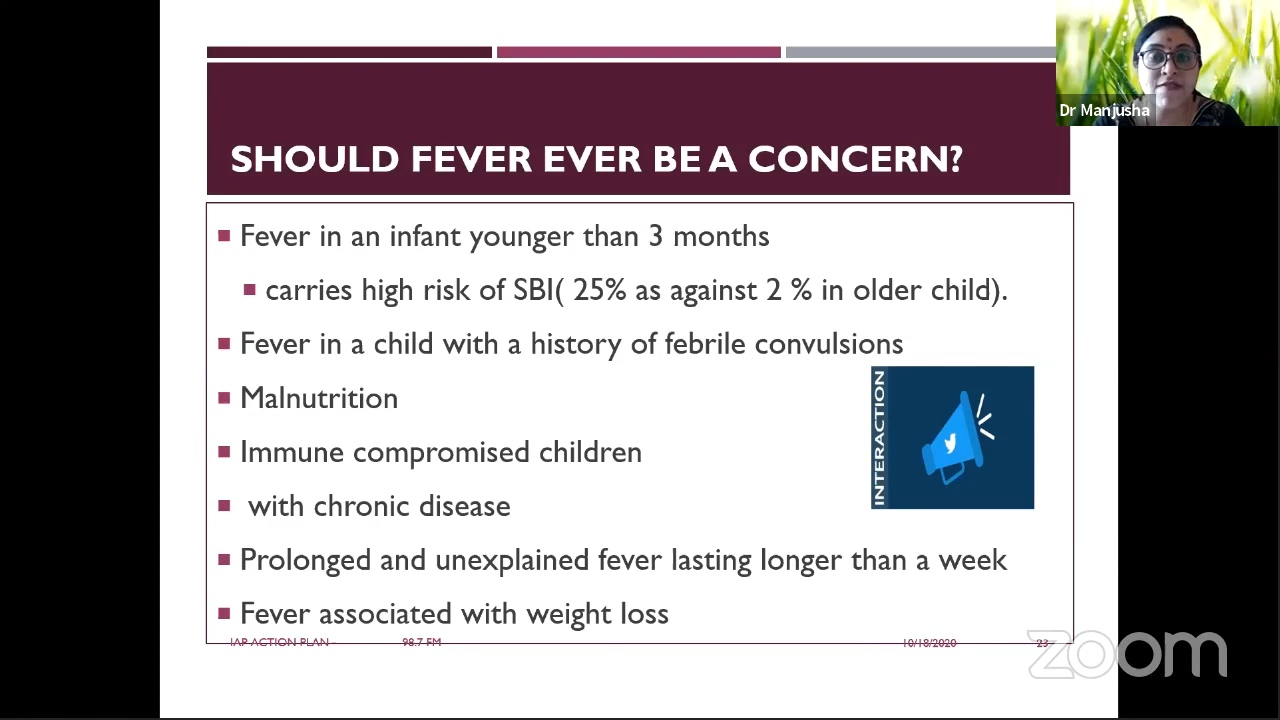 Dr Manjusha
SHOULD FEVER EVER BE A CONCERN?
Fever in an infant younger than 3 months
carries high risk of SBI( 25% as against 2 % in older child).
Fever in a child with a history of febrile convulsions
Malnutrition
Immune compromised children
with chronic disease
Prolonged and unexplained fever lasting longer than a week
Fever associated with weight loss
INTERACTION
IAP ACTION PLAN - 98.7 FM 10/18/2020 23
zoom